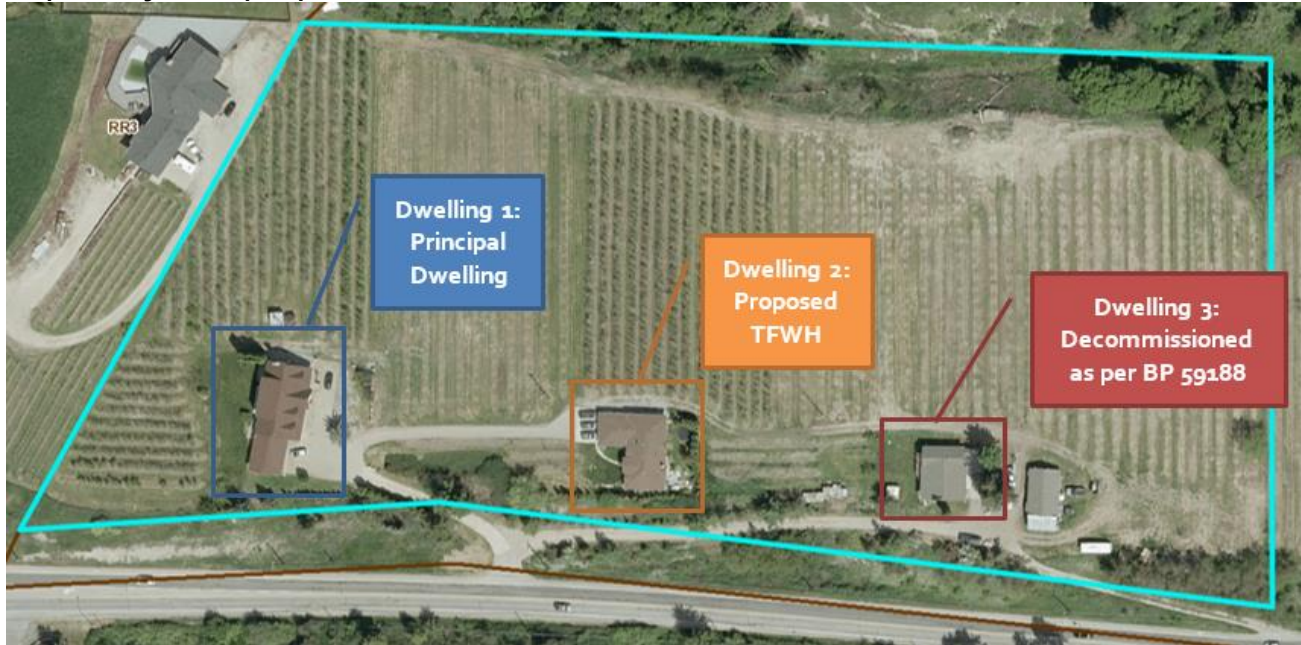 RR3
Dwelling 1:
Principal
Dwelling
Dwelling 2:
Proposed
TFWH
Dwelling 3:
Decommissioned
as per BP 59188